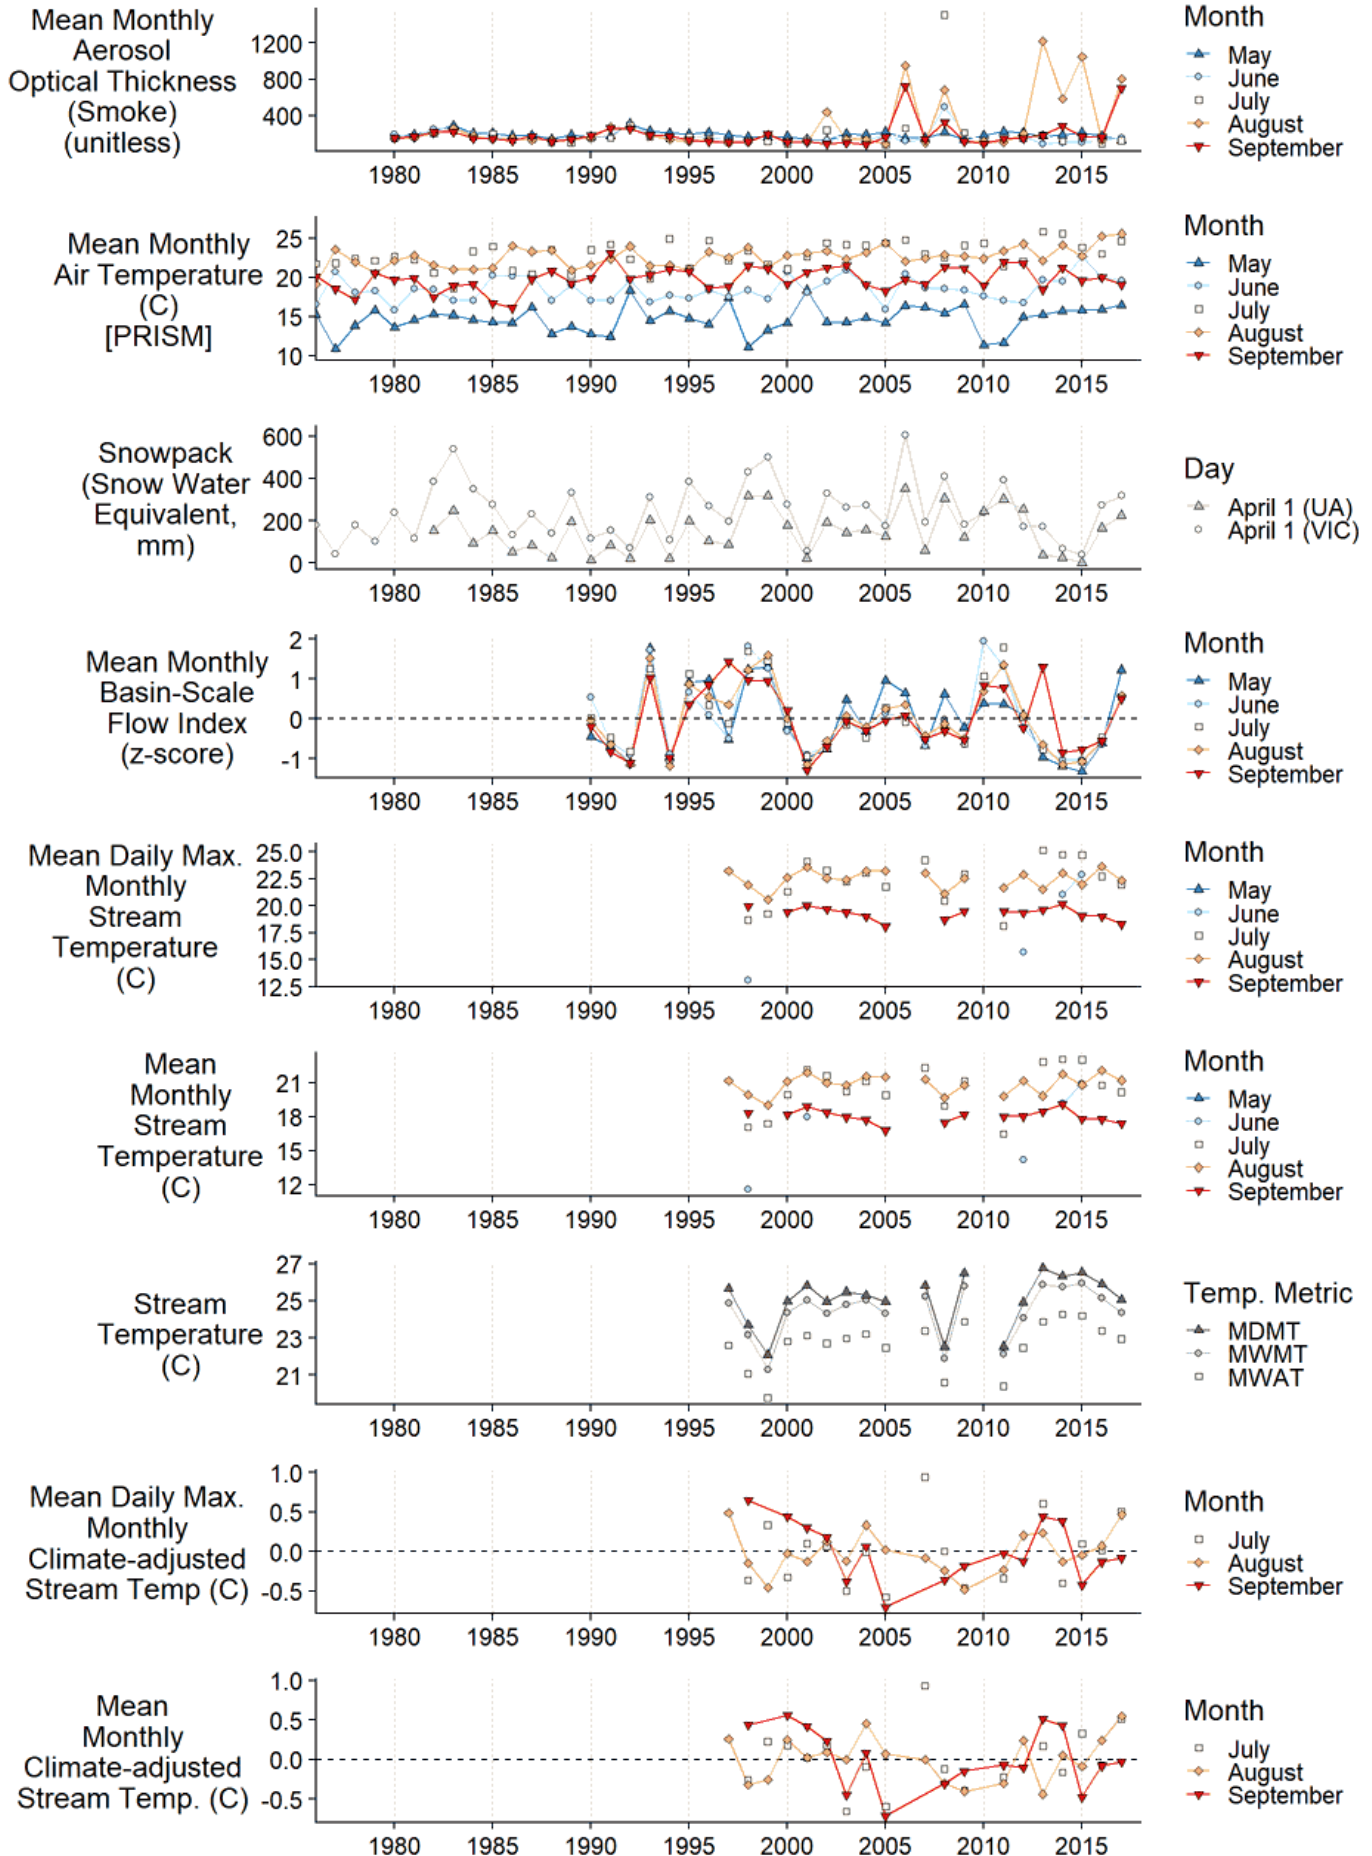 Mean Monthly
Aerosol
Optical Thickness
(Smoke)
(unitless)
1200
800
400
1980 1985 1990 1995 2000 2005 2010 2015
Month
May
June
July
August
September
Mean Monthly
Air Temperature
(C)
[PRISM]
25
20
15
10
1980 1985 1990 1995 2000 2005 2010 2015
Month
May
June
July
August
September
Snowpack
(Snow Water
Equivalent,
mm)
600
400
200
0
1980 1985 1990 1995 2000 2005 2010 2015
Day
April 1 (UA)
April 1 (VIC)
Mean Monthly
Basin-Scale
Flow Index
(z-score)
2
1
0
-1
1980 1985 1990 1995 2000 2005 2010 2015
Month
May
June
July
August
September
Mean Daily Max.
Monthly
Stream
Temperature
(C)
25.0
22.5
20.0
17.5
15.0
12.5
1980 1985 1990 1995 2000 2005 2010 2015
Month
May
June
July
August
September
Mean
Monthly
Stream
Temperature
(C)
21
18
15
12
1980 1985 1990 1995 2000 2005 2010 2015
Month
May
June
July
August
September
Stream
Temperature
(C)
27
25
23
21
1980 1985 1990 1995 2000 2005 2010 2015
Temp. Metric
MDMT
MWMT
MWAT
Mean Daily Max.
Monthly
Climate-adjusted
Stream Temp (C)
1.0
0.5
0.0
-0.5
1980 1985 1990 1995 2000 2005 2010 2015
Month
July
August
September
Mean
Monthly
Climate-adjusted
Stream Temp. (C)
1.0
0.5
0.0
-0.5
1980 1985 1990 1995 2000 2005 2010 2015
Month
July
August
September